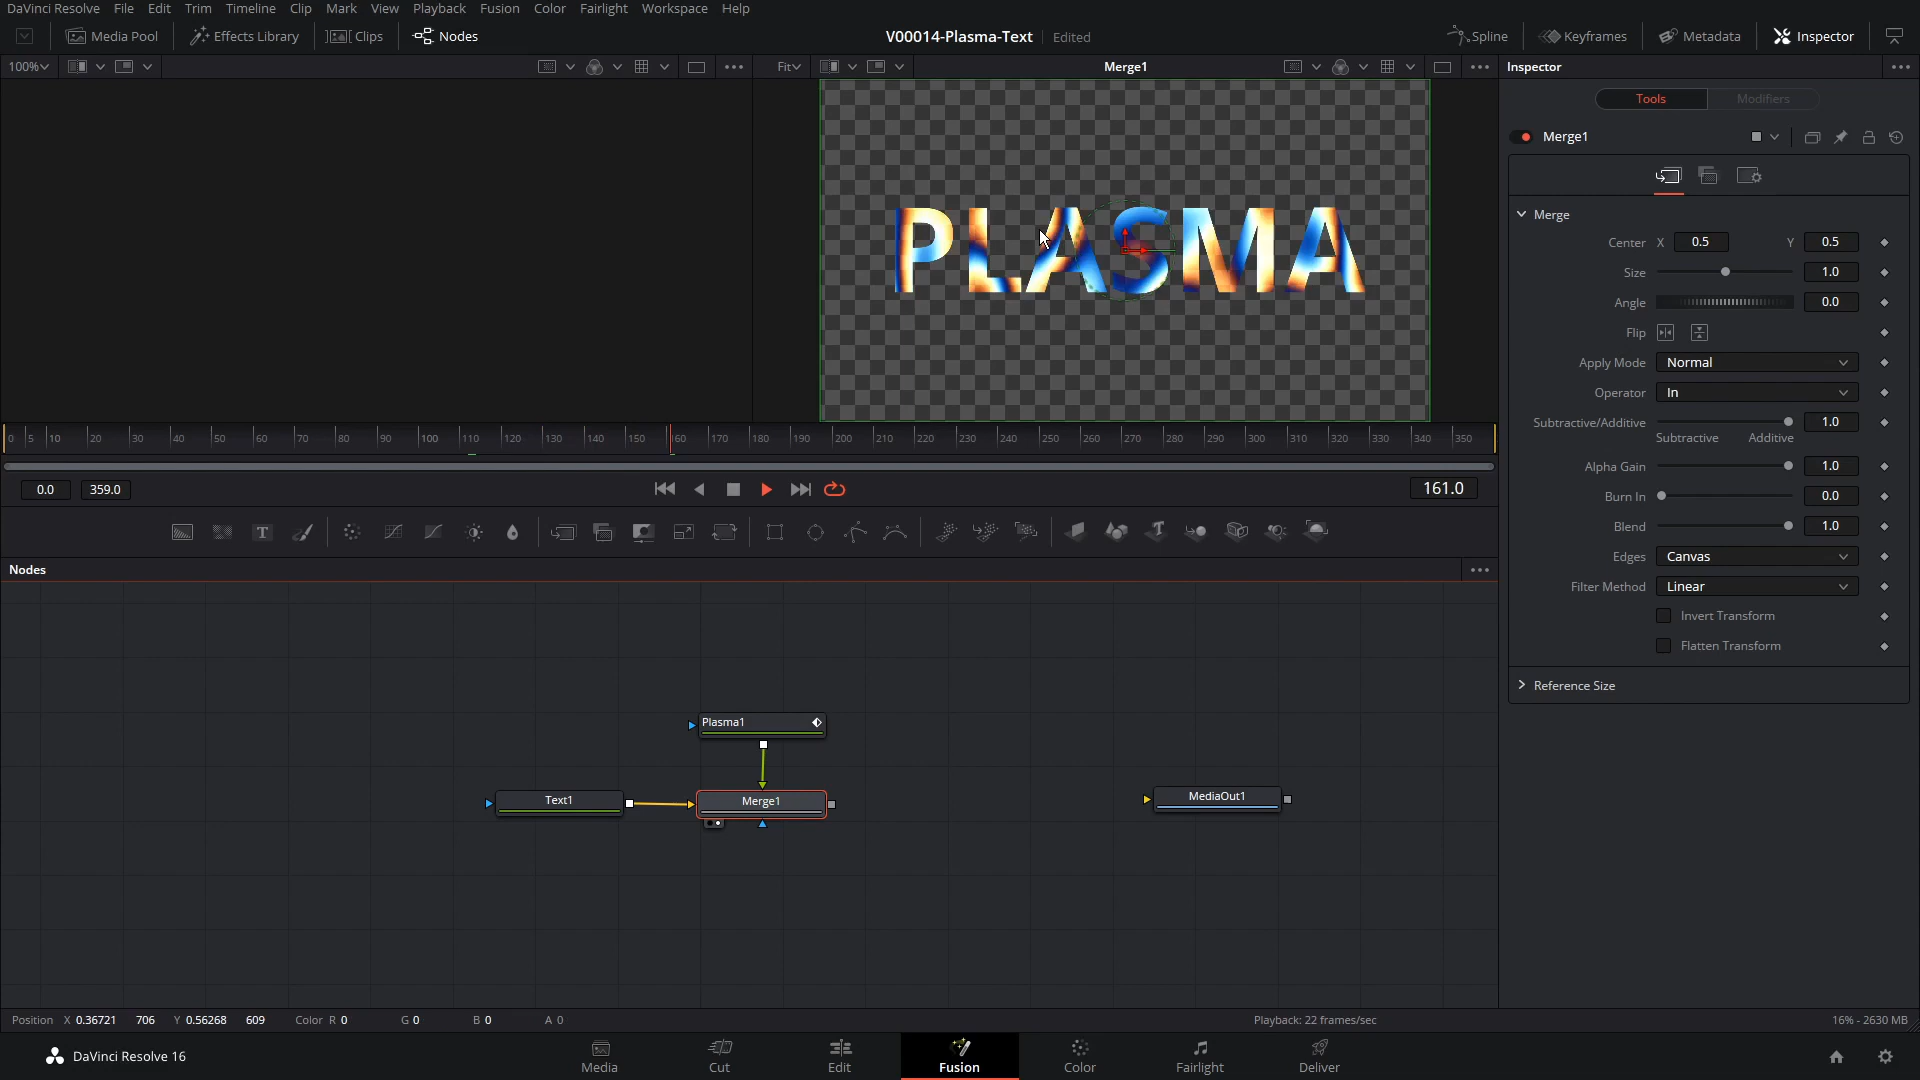 DaVinci Resolve File Edit Trim Timeline Clip Mark View Playback Fusion Color Fairlight Workspace Help
Media Pool Effects Library Clips Nodes V00014-Plasma-Text Edited Spline Keyframes Metadata Inspector
100% Fit Merge1 Inspector
Tools Modifiers
Merge1
PLASMA
Merge
Center X 0.5 Y 0.5
Size 1.0
Angle 0.0
Flip
Apply Mode Normal
Operator In
Subtractive/Additive 1.0
Subtractive Additive
0 5 10 20 30 40 50 60 70 80 90 100 110 120 130 140 150 160 170 180 190 200 210 220 230 240 250 260 270 280 290 300 310 320 330 340 350
Alpha Gain 1.0
0.0 359.0 161.0
Burn In 0.0
Blend 1.0
Edges Canvas
Nodes
Filter Method Linear
Invert Transform
Flatten Transform
Reference Size
Plasma1
Text1 Merge1 MediaOut1
Position X 0.36721 706 Y 0.56268 609 Color R 0 G 0 B 0 A 0 Playback: 22 frames/sec 16% - 2630 MB
DaVinci Resolve 16 Media Cut Edit Fusion Color Fairlight Deliver